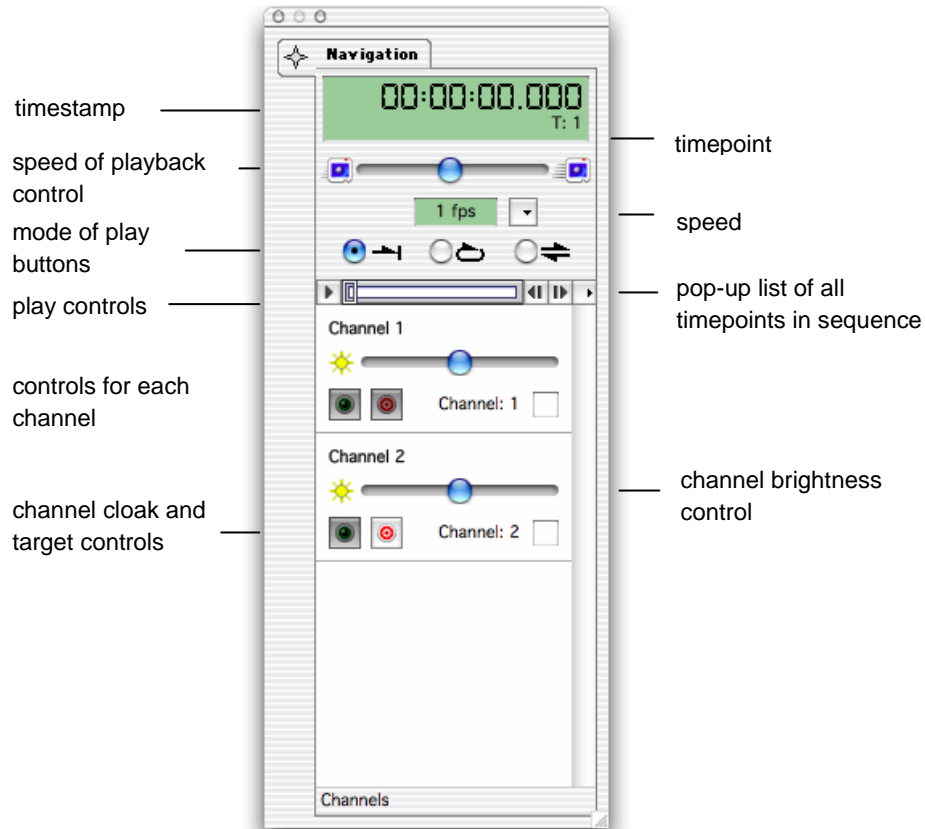 Navigation
00:00:00.000
T: 1
timestamp
timepoint
speed of playback
control
1 fps
speed
mode of play
buttons
play controls
pop-up list of all
timepoints in sequence
Channel 1
controls for each
channel
Channel: 1
Channel 2
channel brightness
control
channel cloak and
target controls
Channel: 2
Channels